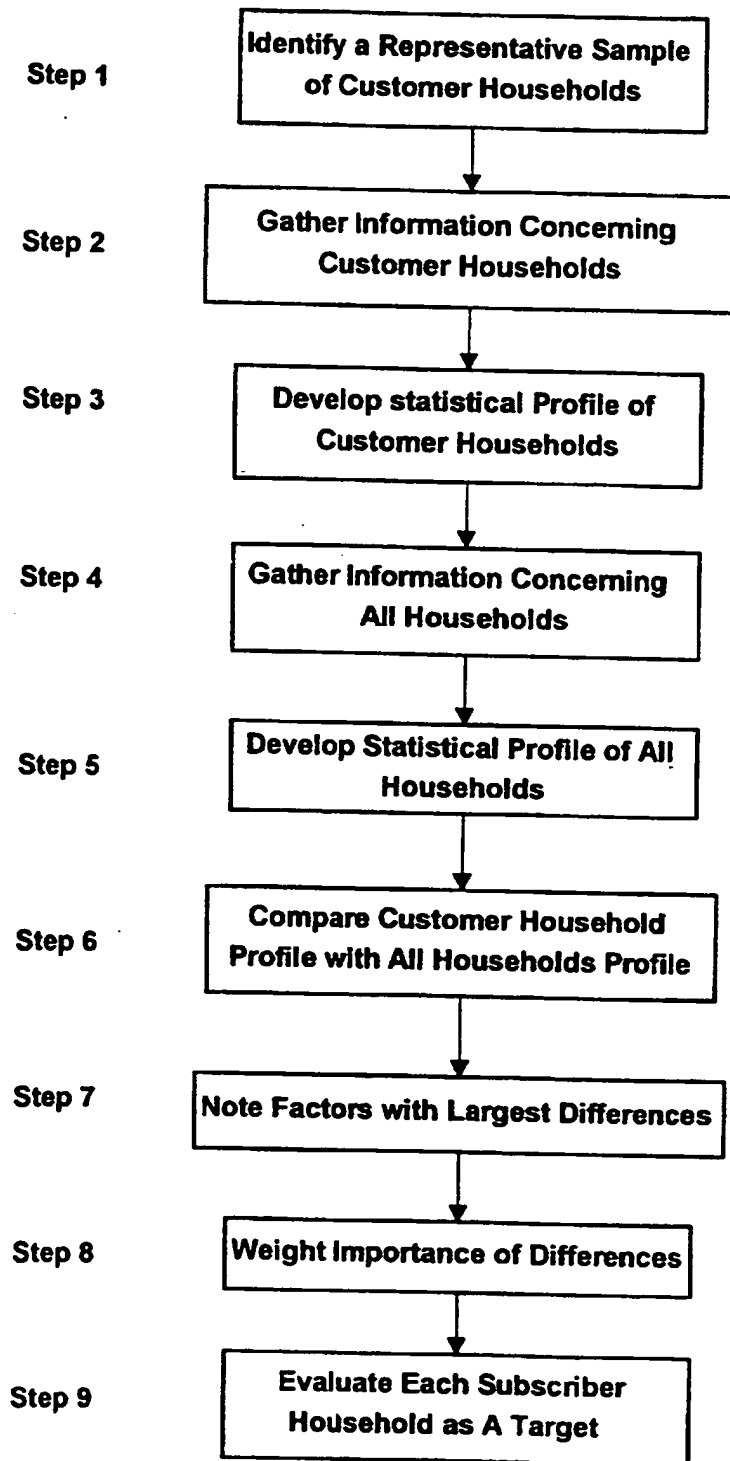 Step 1
Identify a Representative Sample
of Customer Households
Step 2
Gather Information Concerning
Customer Households
Step 3
Develop statistical Profile of
Customer Households
Step 4
Gather Information Concerning
All Households
Step 5
Develop Statistical Profile of All
Households
Step 6
Compare Customer Household
Profile with All Households Profile
Step 7
Note Factors with Largest Differences
Step 8
Weight Importance of Differences
Step 9
Evaluate Each Subscriber
Household as A Target